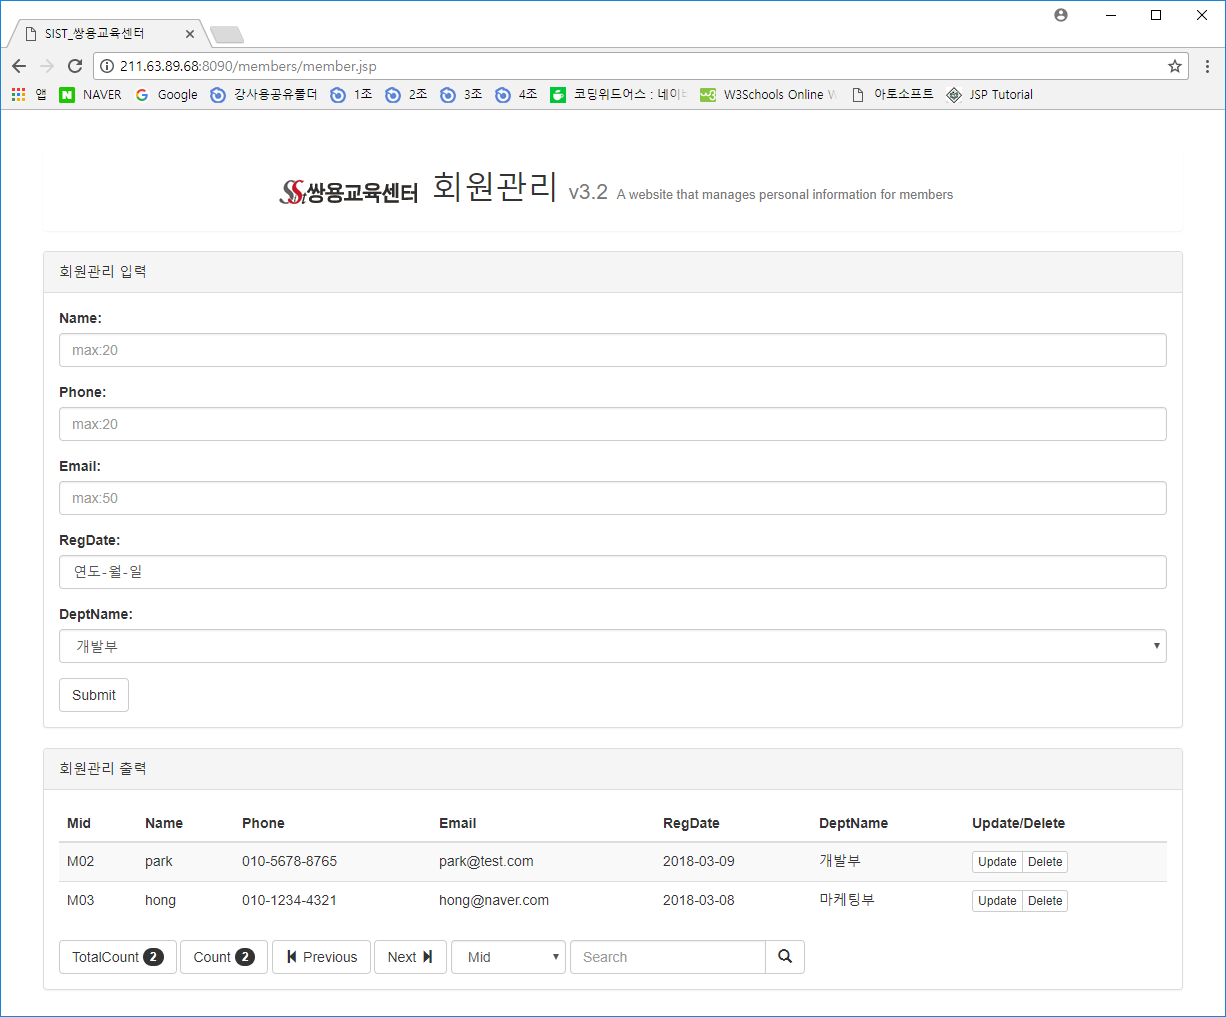 SIST_쌍용교육센터
211.63.89.68:8090/members/member.jsp
앱 NAVER Google 강사용공유폴더 1조 2조 3조 4조 코딩위드어스 : 네이버 W3Schools Online W 아토소프트 JSP Tutorial
SSt쌍용교육센터 회원관리 v3.2 A website that manages personal information for members
회원관리 입력
Name:
max:20
Phone:
max:20
Email:
max:50
RegDate:
연도-월-일
DeptName:
개발부
Submit
회원관리 출력
Mid Name Phone Email RegDate DeptName Update/Delete
M02 park 010-5678-8765 park@test.com 2018-03-09 개발부 Update Delete
M03 hong 010-1234-4321 hong@naver.com 2018-03-08 마케팅부 Update Delete
TotalCount 2 Count 2 Previous Next Mid Search